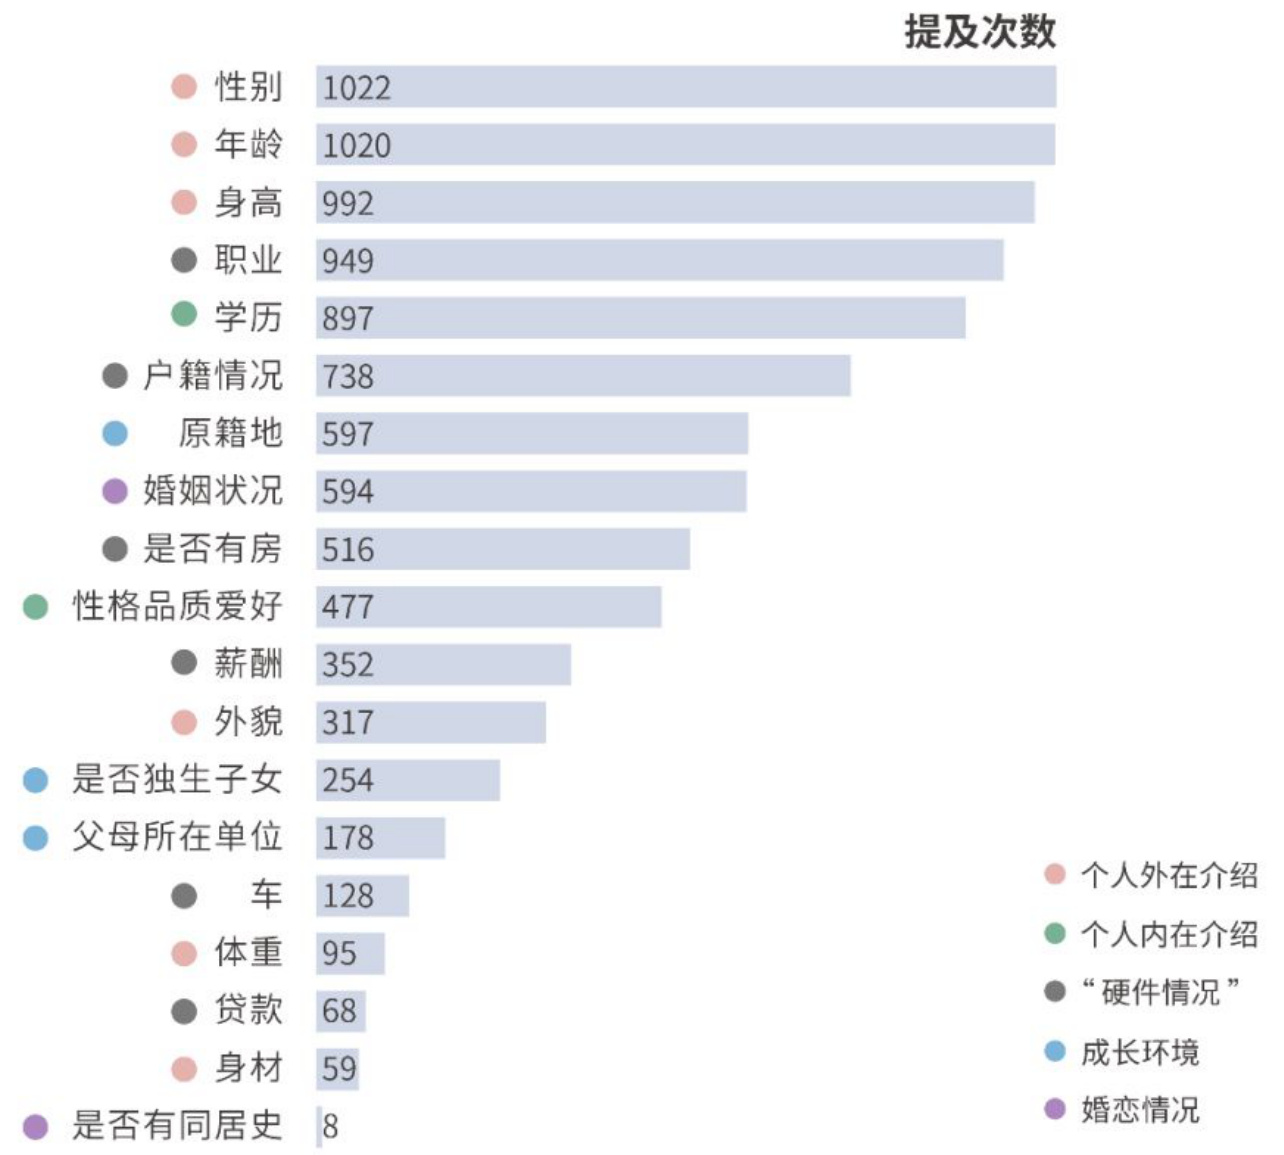 提及次数
性别 1022
年龄 1020
身高 992
职业 949
学历 897
户籍情况 738
原籍地 597
婚姻状况 594
是否有房 516
性格品质爱好 477
薪酬 352
外貌 317
是否独生子女 254
父母所在单位 178
车 128
体重 95
贷款 68
身材 59
是否有同居史 8
个人外在介绍
个人内在介绍
“硬件情况”
成长环境
婚恋情况